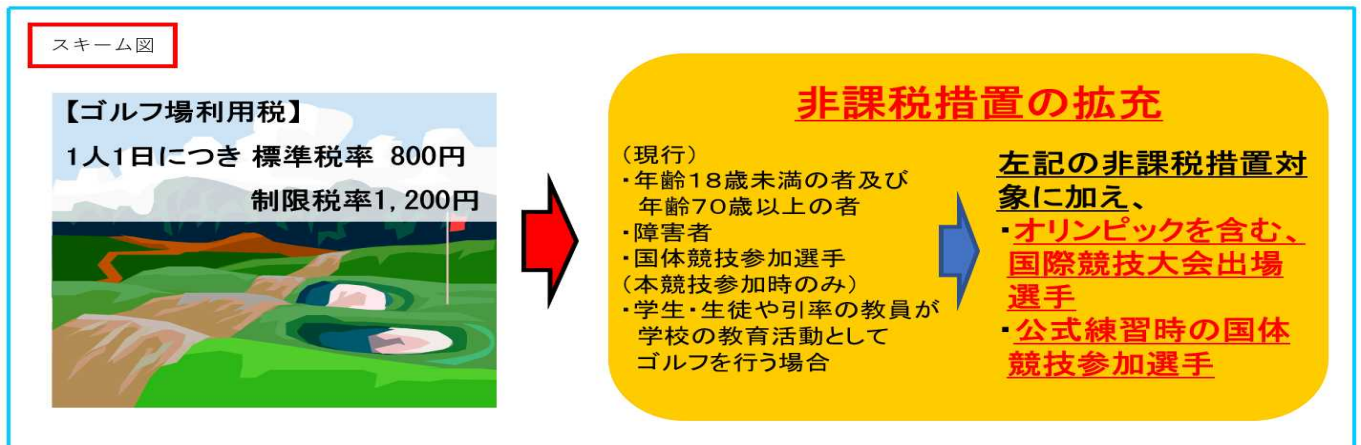 スキーム図
【ゴルフ場利用税】
1人1日につき 標準税率 800円
制限税率1,200円
非課税措置の拡充
(現行)
・年齢18歳未満の者及び
年齢70歳以上の者
・障害者
・国体競技参加選手
(本競技参加時のみ)
・学生・生徒や引率の教員が
学校の教育活動として
ゴルフを行う場合
左記の非課税措置対
象に加え、
・オリンピックを含む、
国際競技大会出場
選手
・公式練習時の国体
競技参加選手